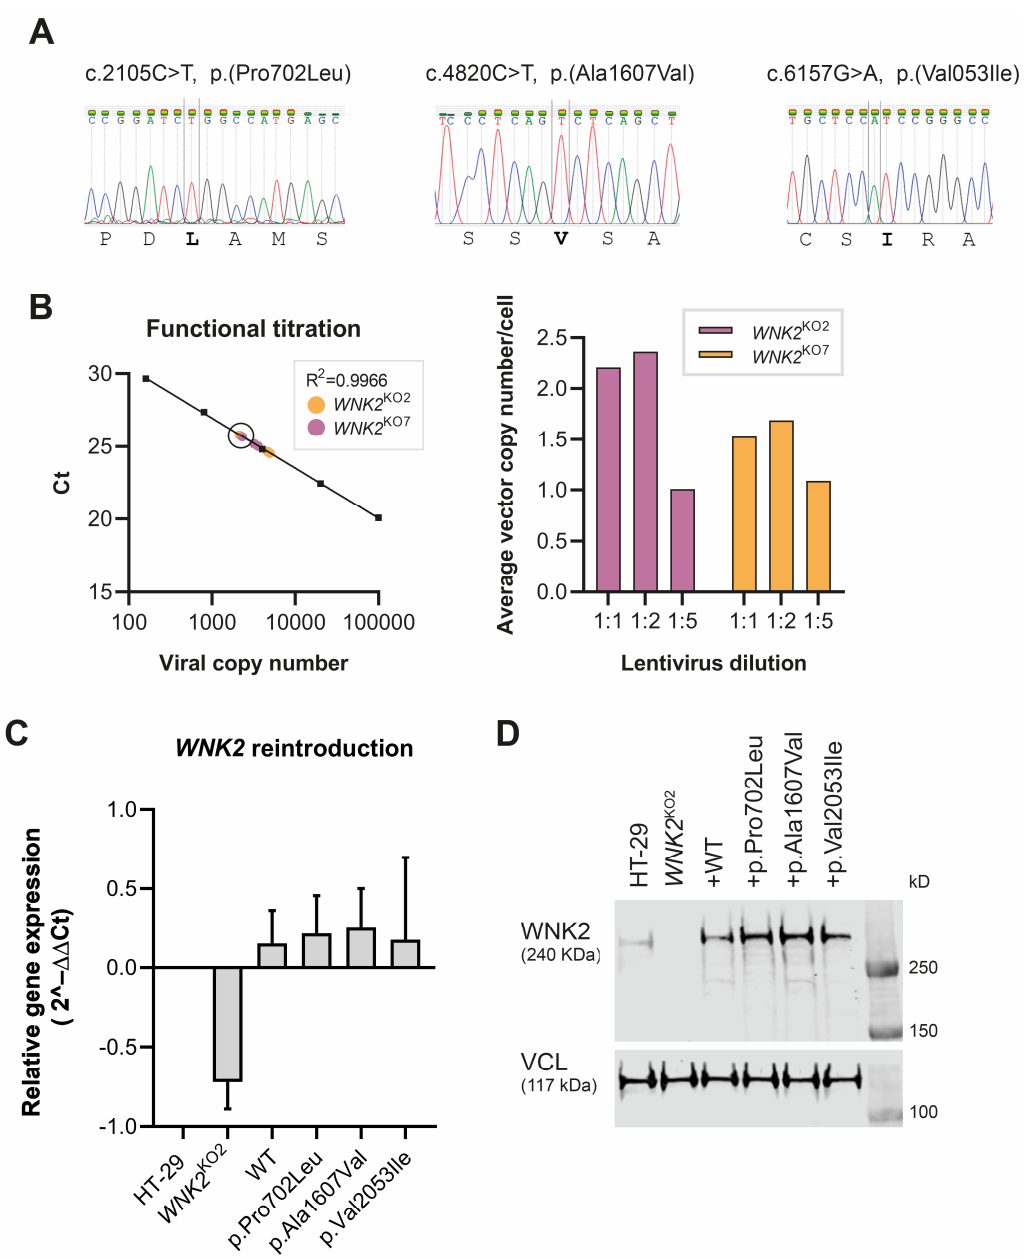 A
c.2105C>T, p.(Pro702Leu)
c.4820C>T, p.(Ala1607Val)
c.6157G>A, p.(Val053Ile)
CCGGATCTGGCCATGAGC
TCCCTCAGTCTCAGCT
TGCTCCATCCGGGCC
P D L A M S
S S V S A
C S I R A
B
Functional titration
R²=0.9966
WNK2ᴷᴼ²
WNK2ᴷᴼ⁷
Ct
30
25
20
15
100
1000
10000
100000
Viral copy number
WNK2ᴷᴼ²
WNK2ᴷᴼ⁷
Average vector copy number/cell
2.5
2.0
1.5
1.0
0.5
0.0
1:1 1:2 1:5 1:1 1:2 1:5
Lentivirus dilution
C
WNK2 reintroduction
Relative gene expression
( 2^–ΔΔCt)
1.0
0.5
0.0
-0.5
-1.0
HT-29
WNK2ᴷᴼ²
WT
p.Pro702Leu
p.Ala1607Val
p.Val2053Ile
D
HT-29
WNK2ᴷᴼ²
+WT
+p.Pro702Leu
+p.Ala1607Val
+p.Val2053Ile
kD
WNK2
(240 KDa)
250
150
VCL
(117 kDa)
100